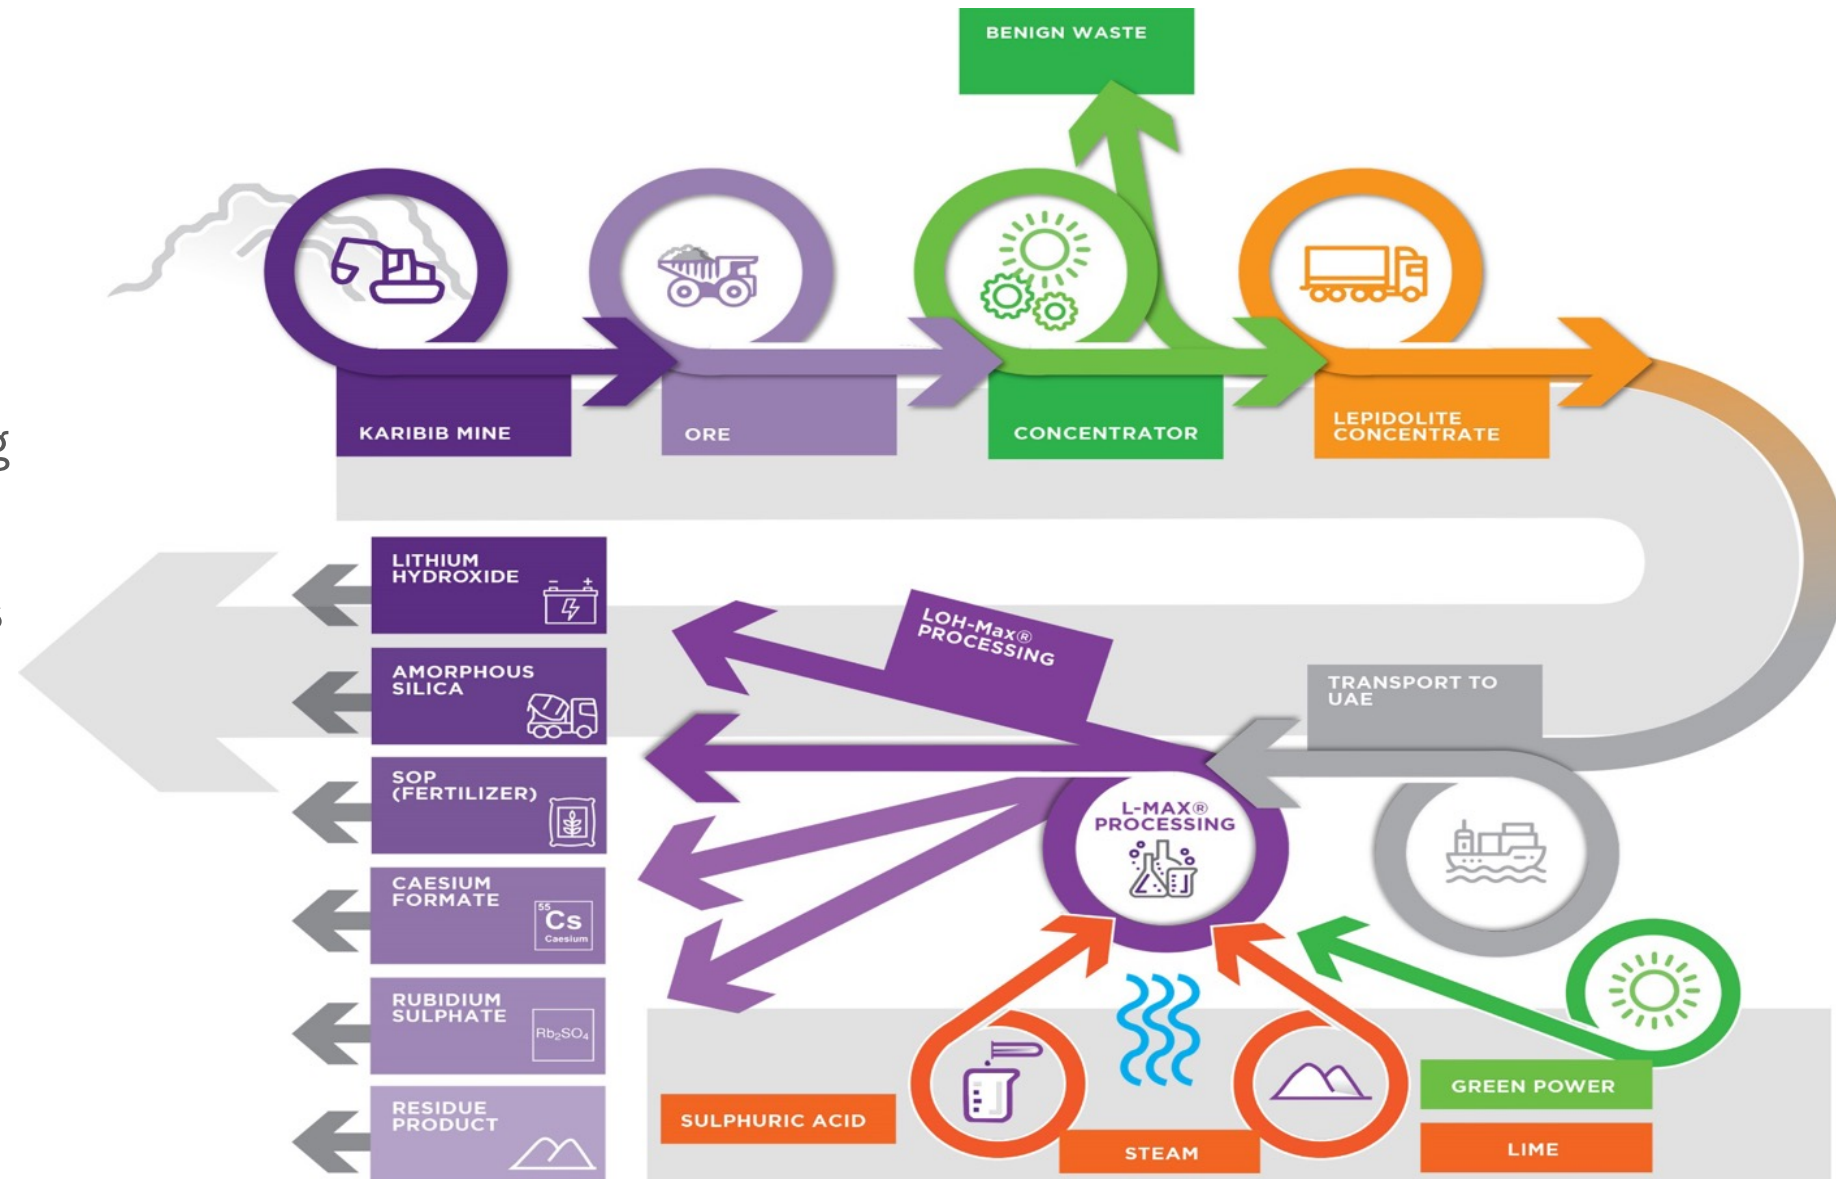 BENIGN WASTE
KARIBIB MINE
ORE
CONCENTRATOR
LEPIDOLITE
CONCENTRATE
g
s
LITHIUM
HYDROXIDE
- +
LOH-Max®
PROCESSING
AMORPHOUS
SILICA
TRANSPORT TO
UAE
SOP
(FERTILIZER)
L-MAX®
PROCESSING
CAESIUM
FORMATE
55
Cs
Caesium
RUBIDIUM
SULPHATE
Rb₂SO₄
RESIDUE
PRODUCT
SULPHURIC ACID
STEAM
GREEN POWER
LIME